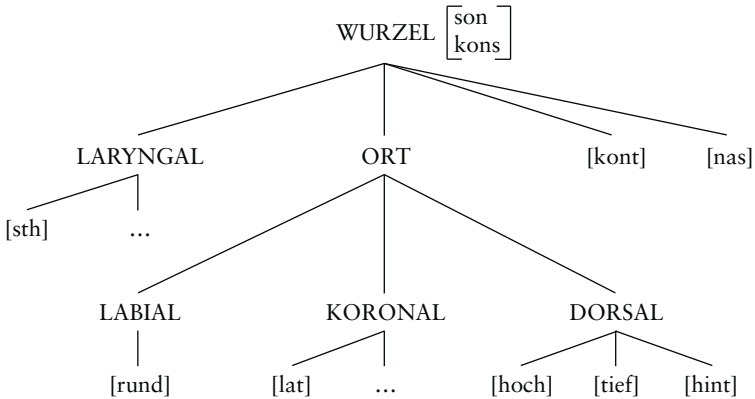 WURZEL [son
kons]
LARYNGAL ORT [kont] [nas]
[sth] ...
LABIAL KORONAL DORSAL
[rund] [lat] ... [hoch] [tief] [hint]